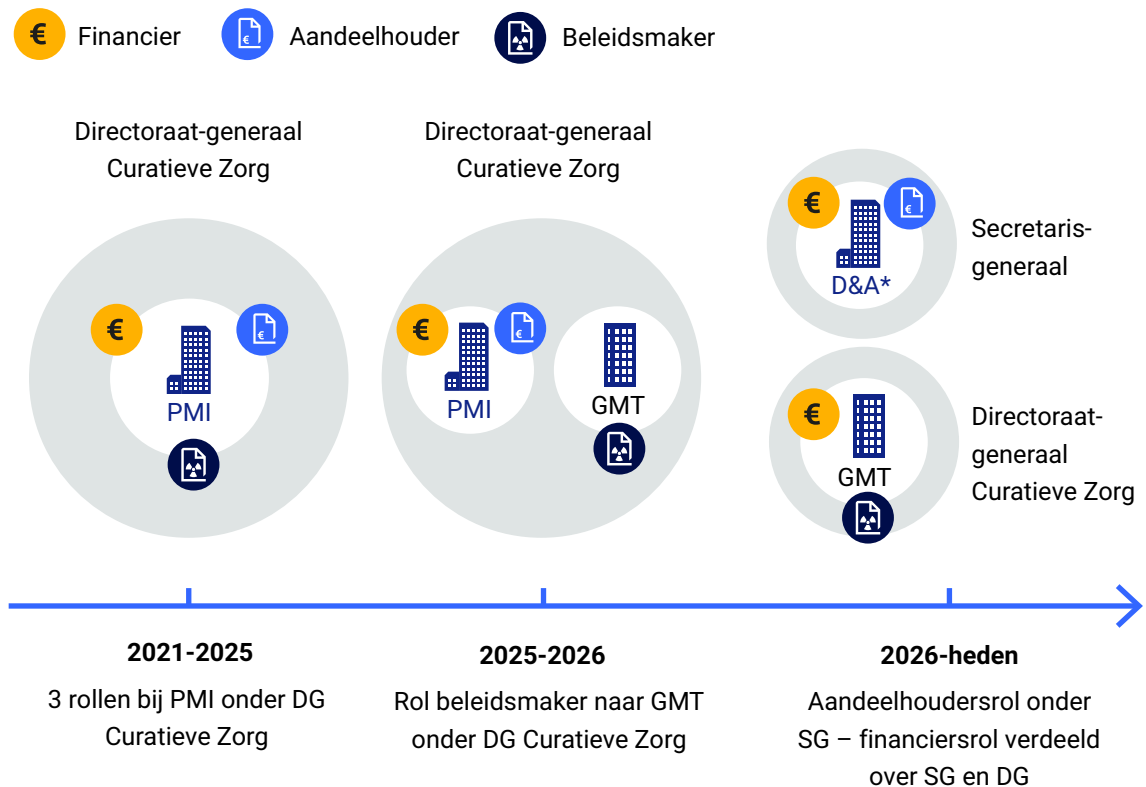 € Financier
€ Aandeelhouder
Beleidsmaker
Directoraat-generaal
Curatieve Zorg
€
€
PMI
Directoraat-generaal
Curatieve Zorg
€
€
PMI
GMT
€
€
D&A*
Secretaris-
generaal
€
GMT
Directoraat-
generaal
Curatieve Zorg
2021-2025
3 rollen bij PMI onder DG
Curatieve Zorg
2025-2026
Rol beleidsmaker naar GMT
onder DG Curatieve Zorg
2026-heden
Aandeelhoudersrol onder
SG – financiersrol verdeeld
over SG en DG